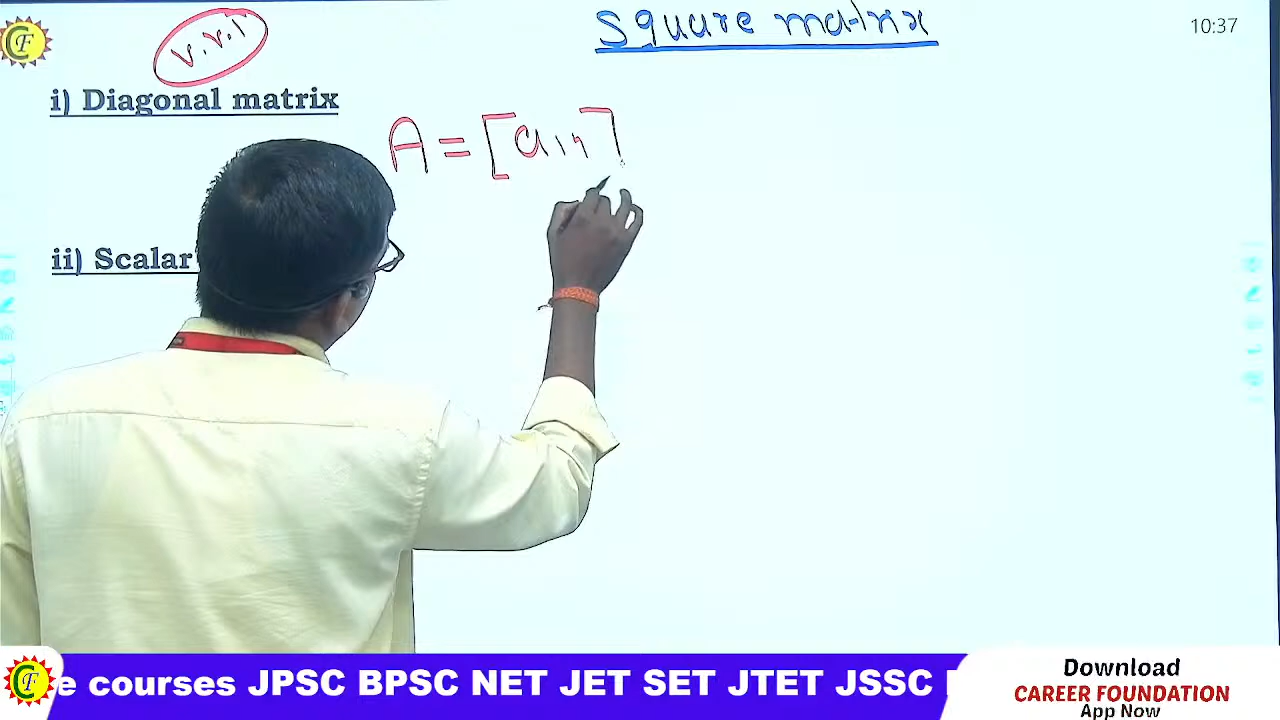 Square matrix
10:37
v.v.i
i) Diagonal matrix
A = [aij]
ii) Scalar
e courses JPSC BPSC NET JET SET JTET JSSC
Download
CAREER FOUNDATION
App Now